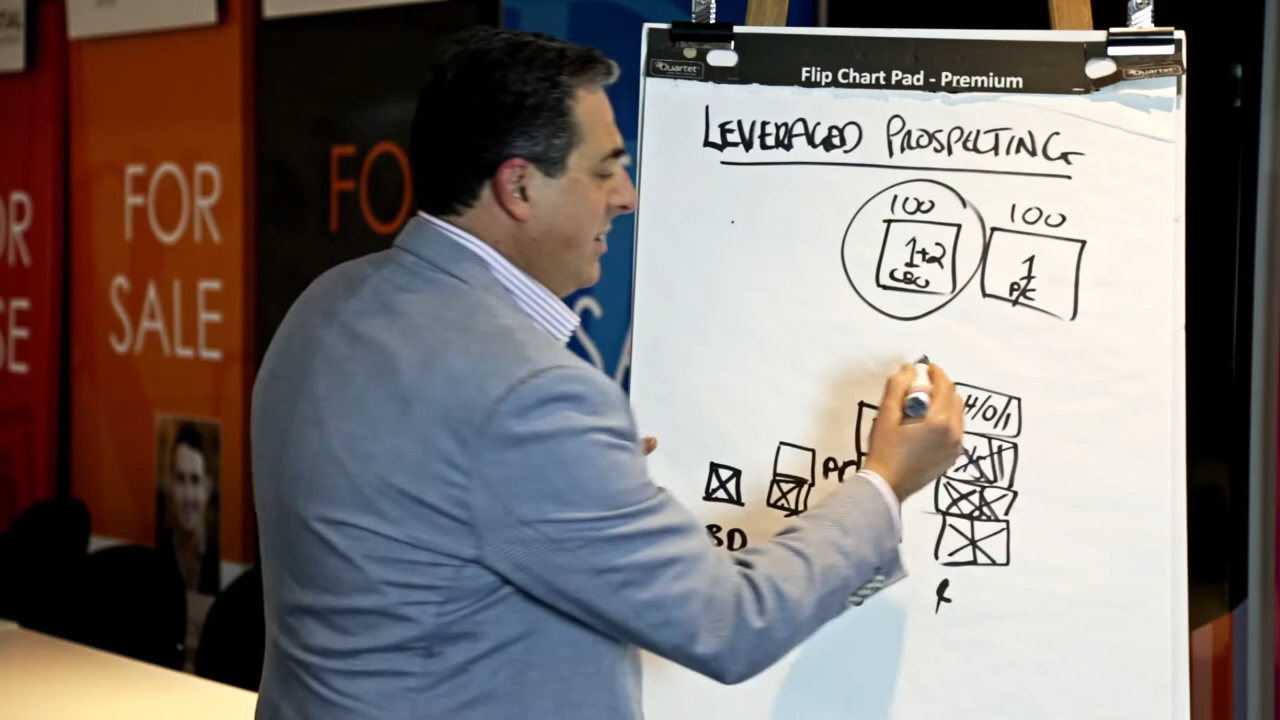 FOR
SALE
FO
Quartet
Flip Chart Pad - Premium
Quartet
LEVERAGED PROSPECTING
100
100
1+2
1
P/C
4/0/1
BD